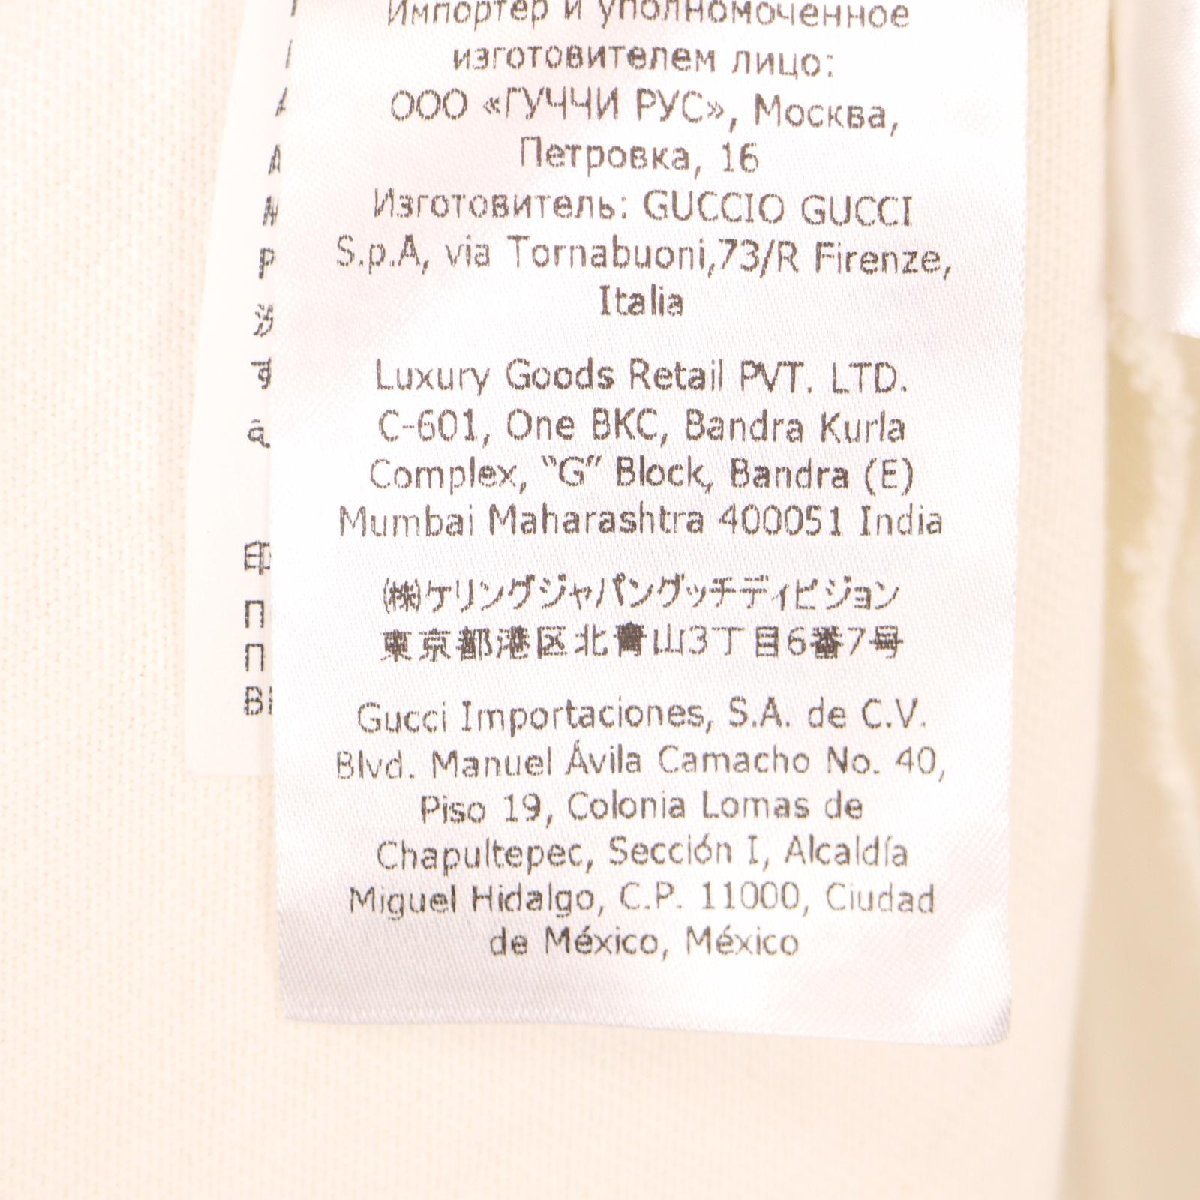 Импортер и уполномоченное
изготовителем лицо:
ООО «ГУЧЧИ РУС», Москва,
Петровка, 16
Изготовитель: GUCCIO GUCCI
S.p.A, via Tornabuoni,73/R Firenze,
Italia
Luxury Goods Retail PVT. LTD.
C-601, One BKC, Bandra Kurla
Complex, "G" Block, Bandra (E)
Mumbai Maharashtra 400051 India
㈱ケリングジャパングッチディビジョン
東京都港区北青山3丁目6番7号
Gucci Importaciones, S.A. de C.V.
Blvd. Manuel Ávila Camacho No. 40,
Piso 19, Colonia Lomas de
Chapultepec, Sección I, Alcaldía
Miguel Hidalgo, C.P. 11000, Ciudad
de México, México